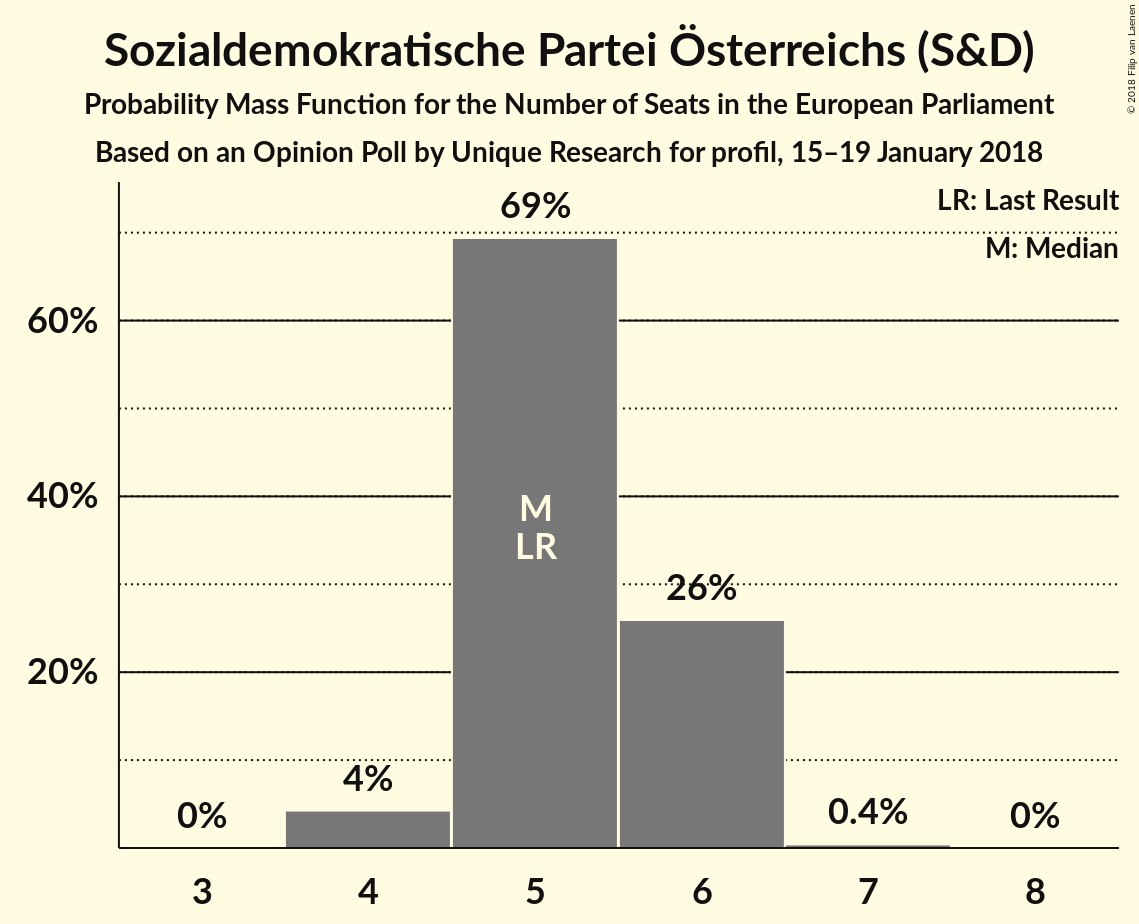 Sozialdemokratische Partei Österreichs (S&D)
Probability Mass Function for the Number of Seats in the European Parliament
Based on an Opinion Poll by Unique Research for profil, 15–19 January 2018
© 2018 Filip van Laenen
LR: Last Result
M: Median
60%
40%
20%
0%
4%
69%
M
LR
26%
0.4%
0%
3 4 5 6 7 8